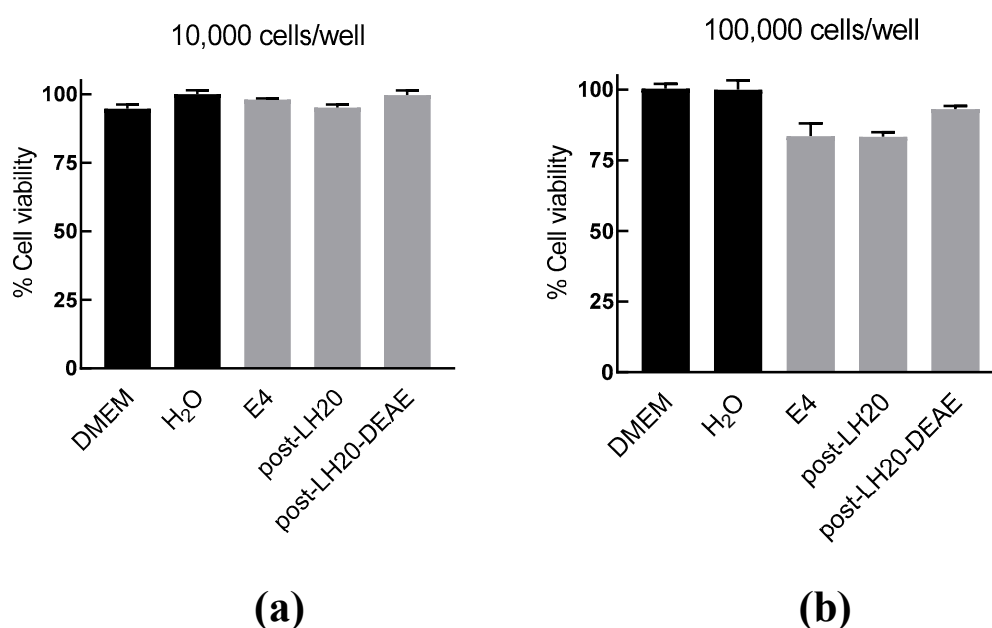 10,000 cells/well
% Cell viability
100
75
50
25
0
DMEM
H₂O
E4
post-LH20
post-LH20-DEAE
(a)
100,000 cells/well
% Cell viability
100
75
50
25
0
DMEM
H₂O
E4
post-LH20
post-LH20-DEAE
(b)